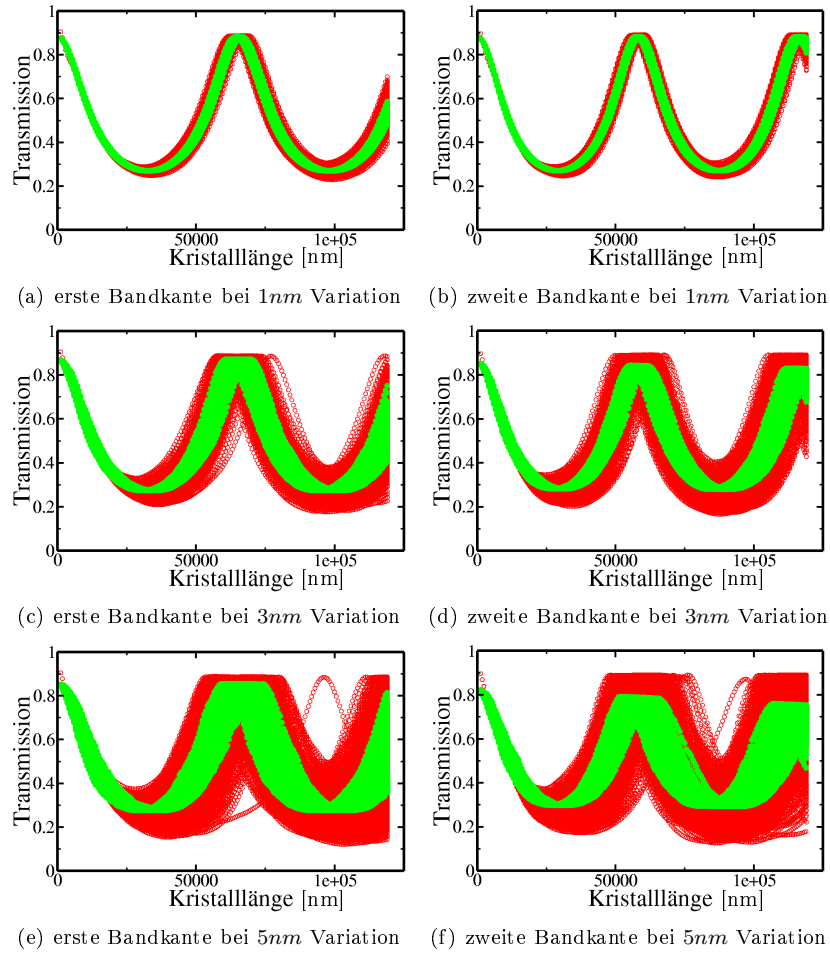 1
0.8
0.6
0.4
0.2
0
Transmission
0
50000
1e+05
Kristalllänge [nm]
(a) erste Bandkante bei 1nm Variation
1
0.8
0.6
0.4
0.2
0
Transmission
0
50000
1e+05
Kristalllänge [nm]
(b) zweite Bandkante bei 1nm Variation
1
0.8
0.6
0.4
0.2
0
Transmission
0
50000
1e+05
Kristalllänge [nm]
(c) erste Bandkante bei 3nm Variation
1
0.8
0.6
0.4
0.2
0
Transmission
0
50000
1e+05
Kristalllänge [nm]
(d) zweite Bandkante bei 3nm Variation
1
0.8
0.6
0.4
0.2
0
Transmission
0
50000
1e+05
Kristalllänge [nm]
(e) erste Bandkante bei 5nm Variation
1
0.8
0.6
0.4
0.2
0
Transmission
0
50000
1e+05
Kristalllänge [nm]
(f) zweite Bandkante bei 5nm Variation